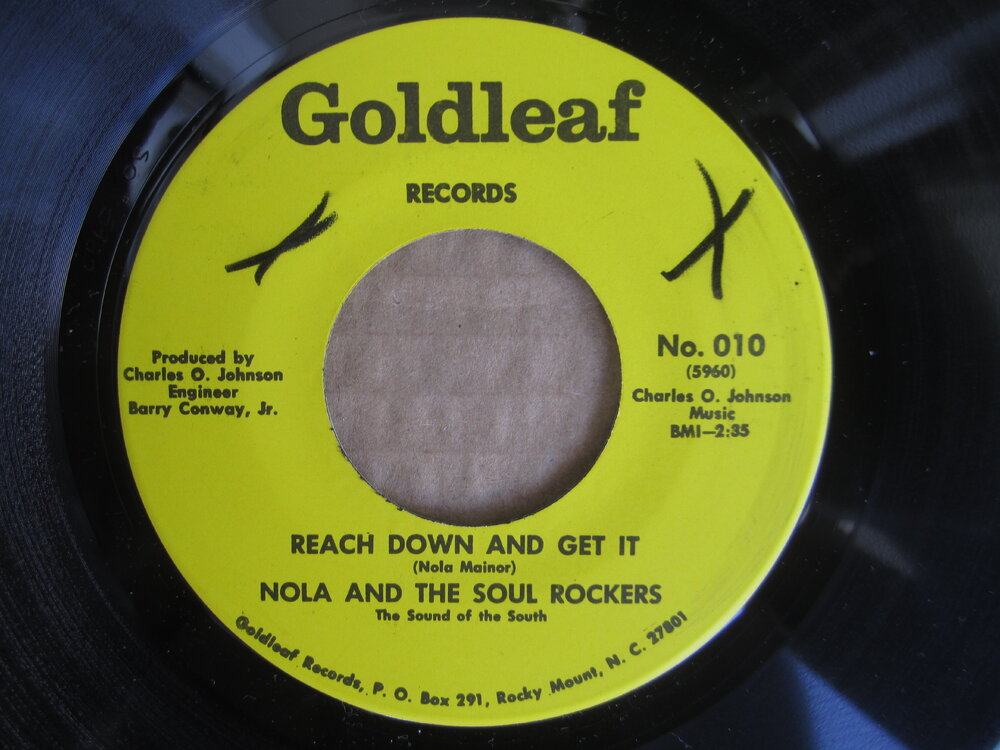 Goldleaf
RECORDS
Produced by
Charles O. Johnson
Engineer
Barry Conway, Jr.
No. 010
(5960)
Charles O. Johnson
Music
BMI—2:35
REACH DOWN AND GET IT
(Nola Mainor)
NOLA AND THE SOUL ROCKERS
The Sound of the South
Goldleaf Records, P. O. Box 291, Rocky Mount, N. C. 27801